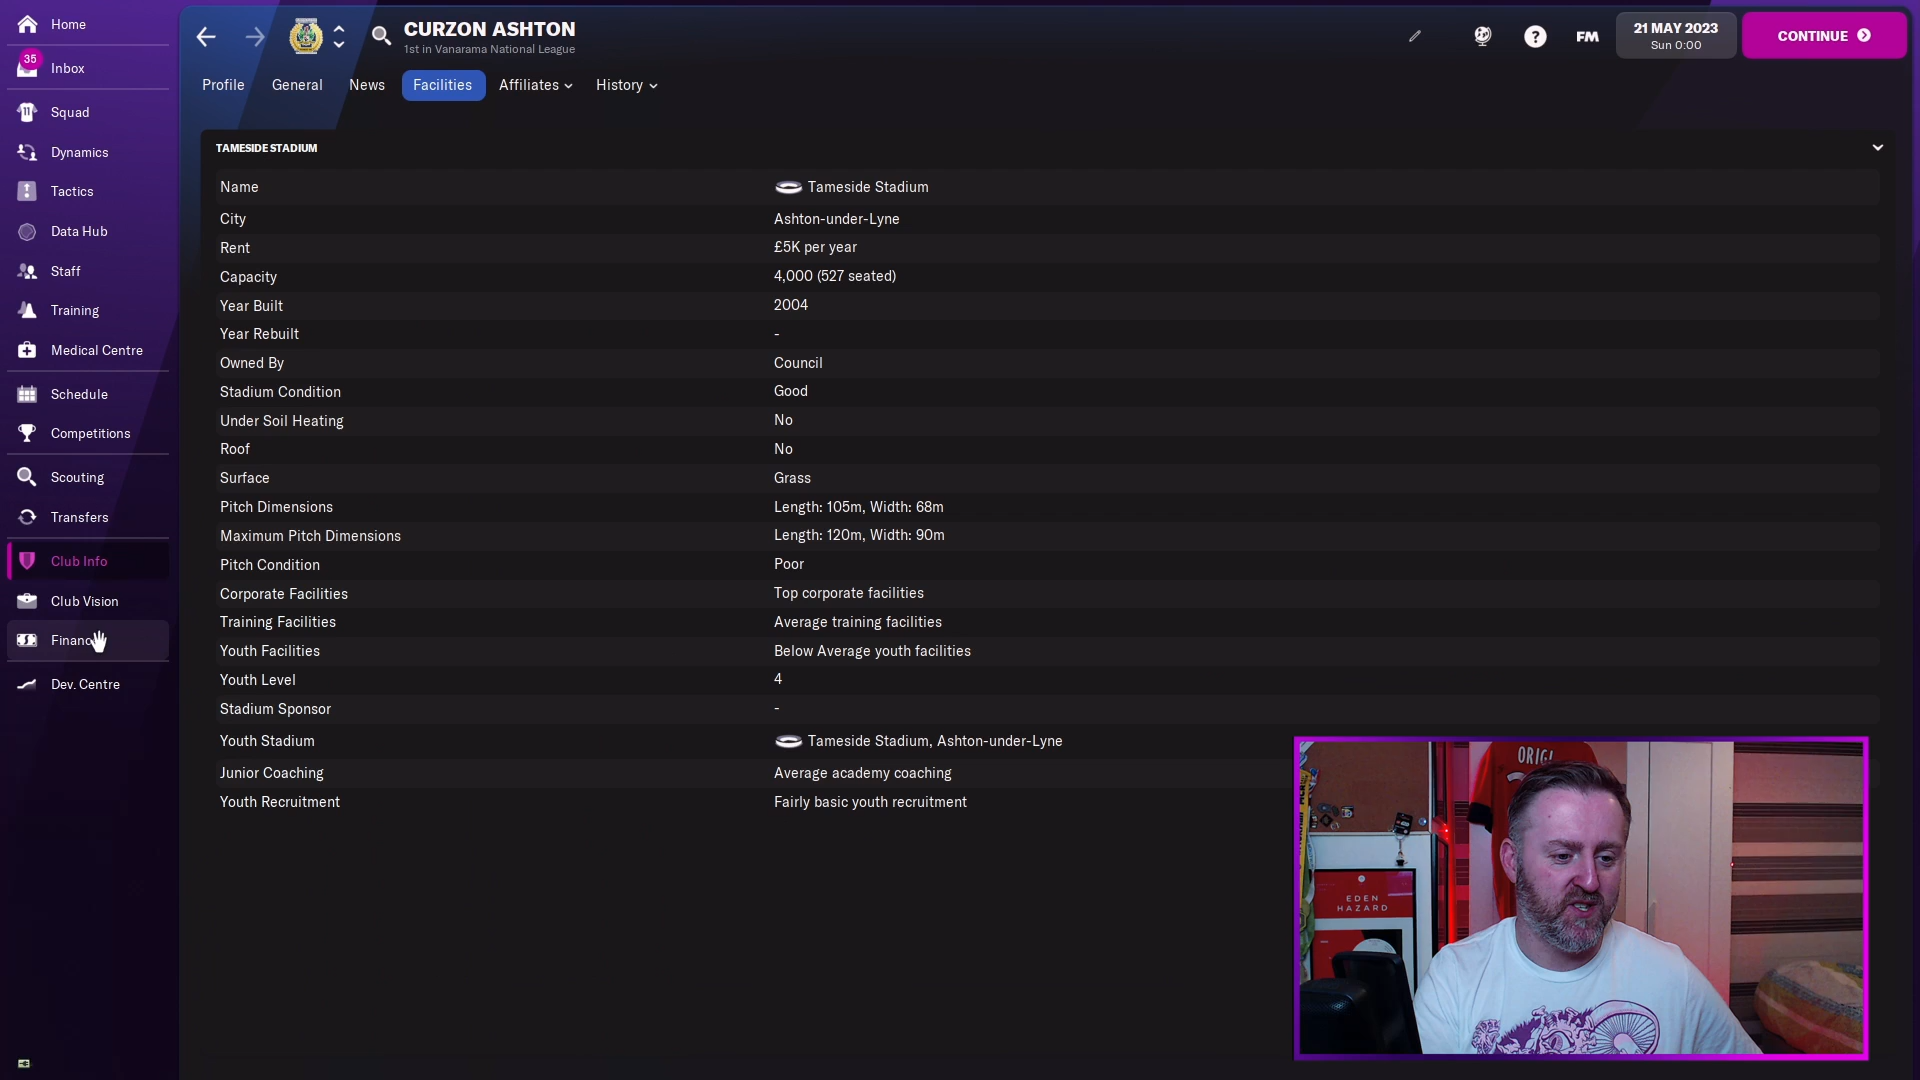 Home
35
Inbox
Squad
Dynamics
Tactics
Data Hub
Staff
Training
Medical Centre
Schedule
Competitions
Scouting
Transfers
Club Info
Club Vision
Finan
Dev. Centre
CURZON ASHTON
1st in Vanarama National League
FM
21 MAY 2023
Sun 0:00
CONTINUE
Profile General News Facilities Affiliates History
TAMESIDE STADIUM
Name Tameside Stadium
City Ashton-under-Lyne
Rent £5K per year
Capacity 4,000 (527 seated)
Year Built 2004
Year Rebuilt -
Owned By Council
Stadium Condition Good
Under Soil Heating No
Roof No
Surface Grass
Pitch Dimensions Length: 105m, Width: 68m
Maximum Pitch Dimensions Length: 120m, Width: 90m
Pitch Condition Poor
Corporate Facilities Top corporate facilities
Training Facilities Average training facilities
Youth Facilities Below Average youth facilities
Youth Level 4
Stadium Sponsor -
Youth Stadium Tameside Stadium, Ashton-under-Lyne
Junior Coaching Average academy coaching
Youth Recruitment Fairly basic youth recruitment
ORIGI
EDEN
HAZARD